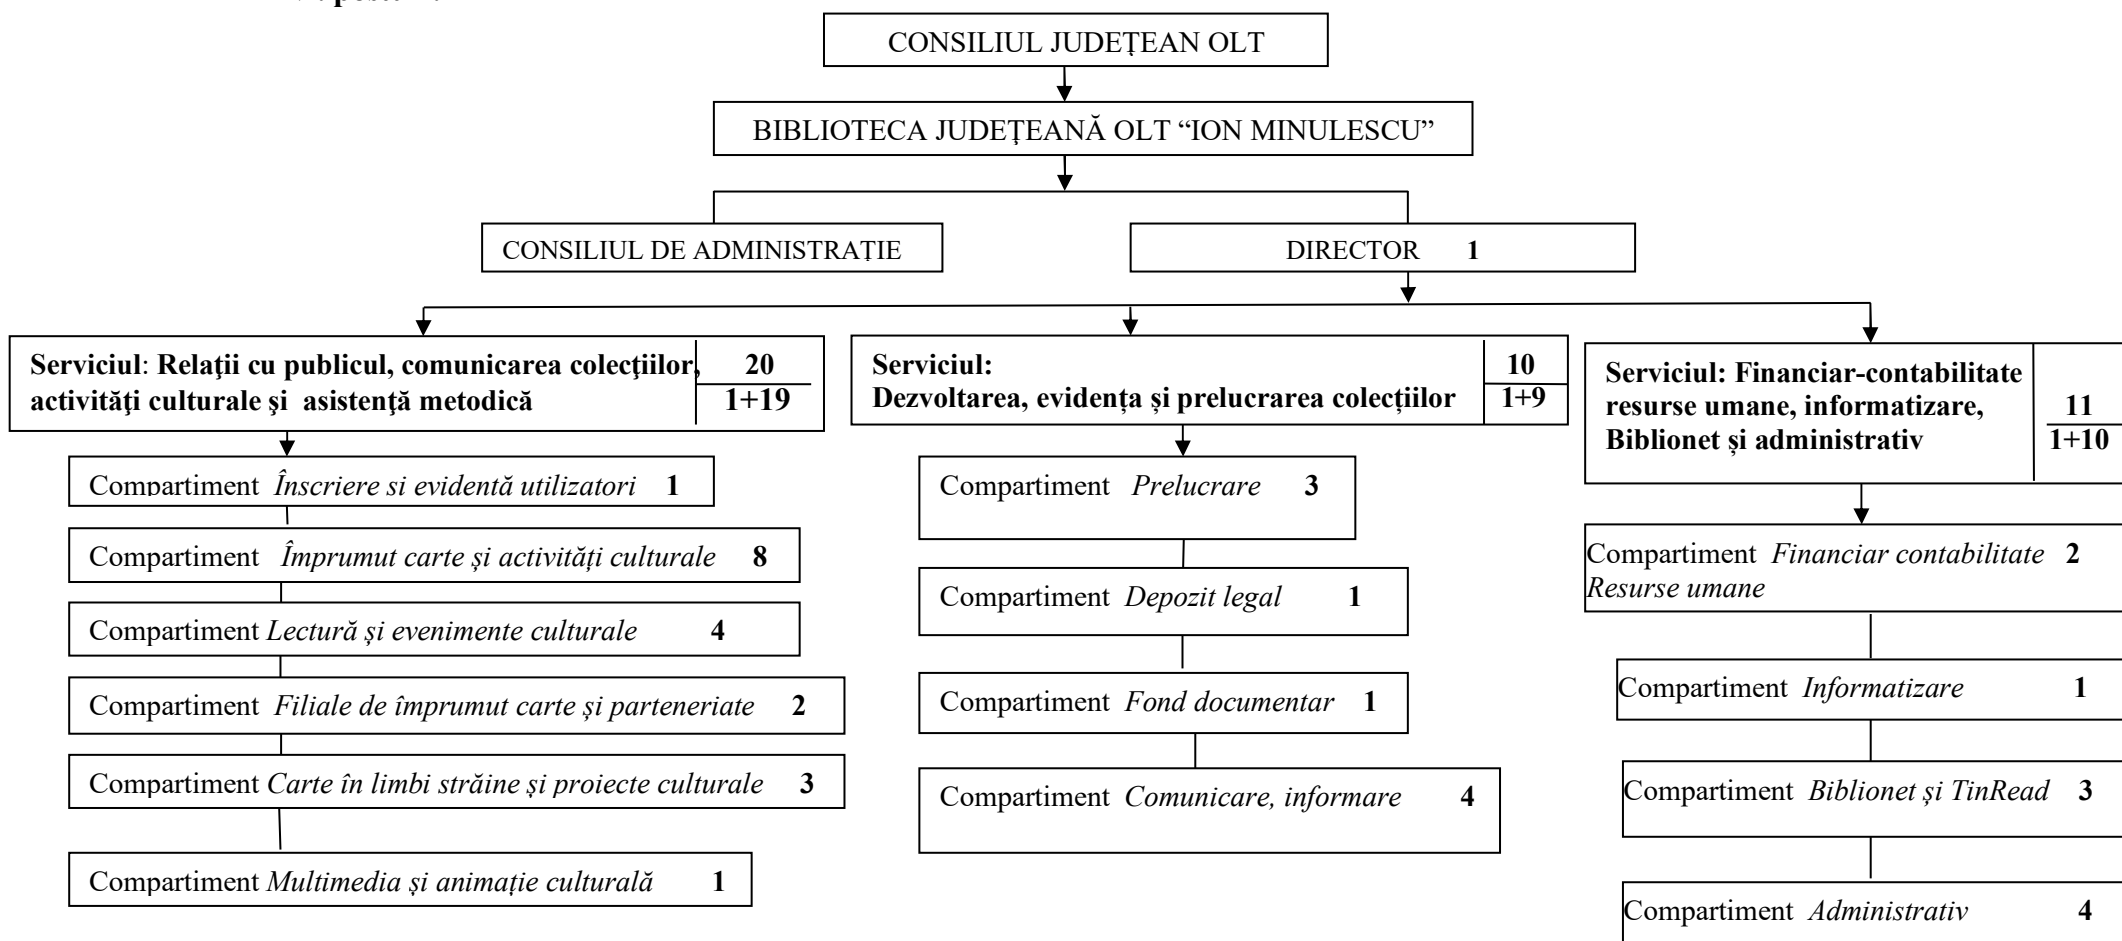 CONSILIUL JUDEȚEAN OLT
BIBLIOTECA JUDEŢEANĂ OLT “ION MINULESCU”
CONSILIUL DE ADMINISTRAȚIE
DIRECTOR 1
Serviciul: Relaţii cu publicul, comunicarea colecţiilor,
activităţi culturale şi asistenţă metodică
20
1+19
Compartiment Înscriere si evidentă utilizatori 1
Compartiment Împrumut carte și activități culturale 8
Compartiment Lectură și evenimente culturale 4
Compartiment Filiale de împrumut carte și parteneriate 2
Compartiment Carte în limbi străine și proiecte culturale 3
Compartiment Multimedia și animație culturală 1
Serviciul:
Dezvoltarea, evidența și prelucrarea colecțiilor
10
1+9
Compartiment Prelucrare 3
Compartiment Depozit legal 1
Compartiment Fond documentar 1
Compartiment Comunicare, informare 4
Serviciul: Financiar-contabilitate
resurse umane, informatizare,
Biblionet și administrativ
11
1+10
Compartiment Financiar contabilitate 2
Resurse umane
Compartiment Informatizare 1
Compartiment Biblionet și TinRead 3
Compartiment Administrativ 4